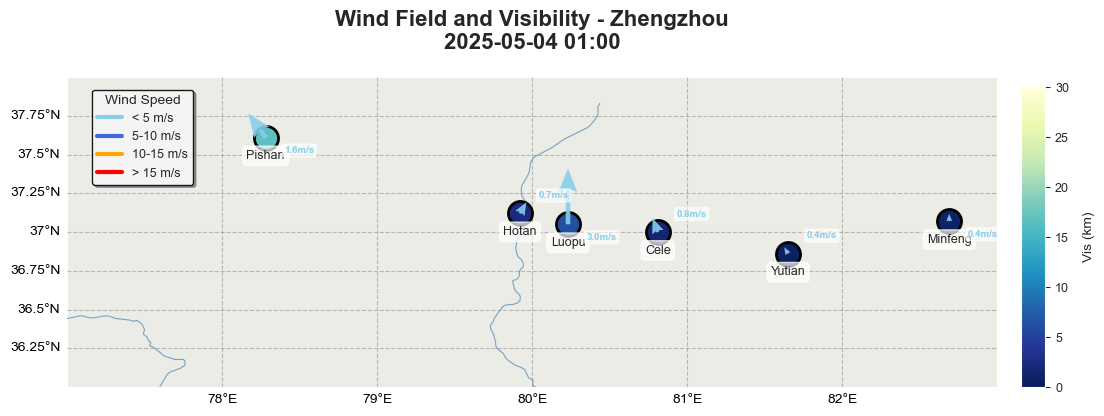 Wind Field and Visibility - Zhengzhou
2025-05-04 01:00
Wind Speed
< 5 m/s
5-10 m/s
10-15 m/s
> 15 m/s
37.75°N
37.5°N
37.25°N
37°N
36.75°N
36.5°N
36.25°N
78°E
79°E
80°E
81°E
82°E
Pishan
1.6m/s
Hotan
0.7m/s
Luopu
3.0m/s
Cele
0.8m/s
Yutian
0.4m/s
Minfeng
0.4m/s
30
25
20
15
10
5
0
Vis (km)